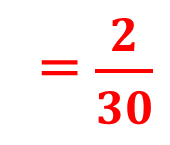 = 2/30